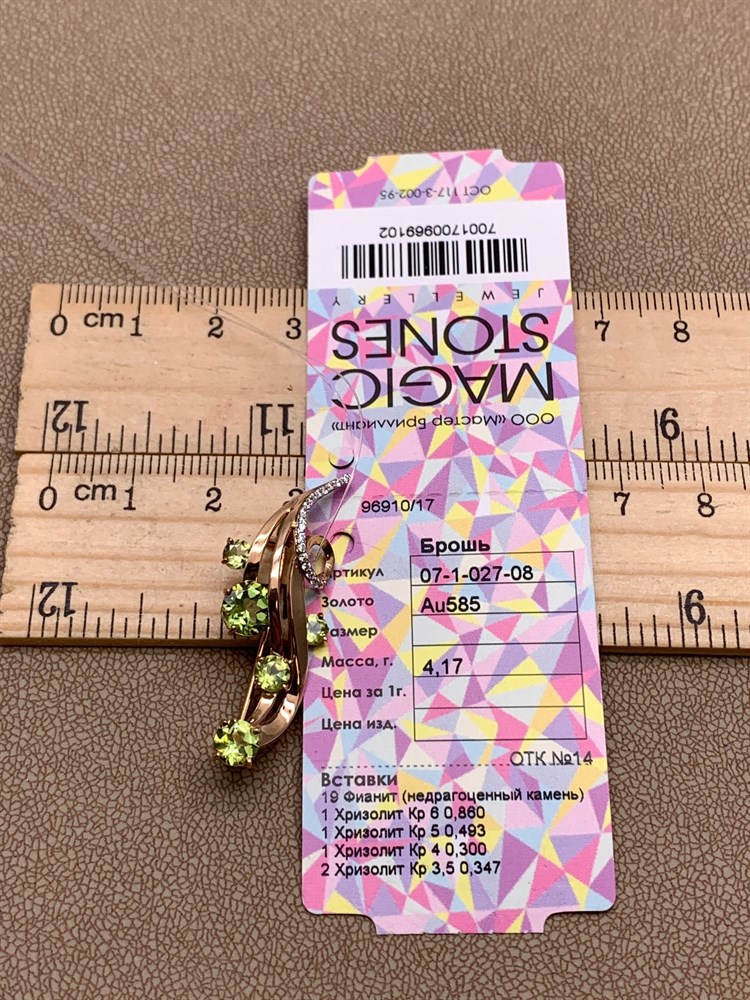 ОСТ 117-3-002-95
7001700969102
JEWELLERY
MAGIC
STONES
ООО «Мастер Бриллиант»
0 cm 1 2 3 7 8
12 11 9
0 cm 1 2 7 8
12 9
96910/17
Брошь
ртикул 07-1-027-08
Золото Au585
азмер
Масса, г. 4,17
Цена за 1г.
Цена изд.
ОТК №14
Вставки
19 Фианит (недрагоценный камень)
1 Хризолит Кр 6 0,860
1 Хризолит Кр 5 0,493
1 Хризолит Кр 4 0,300
2 Хризолит Кр 3,5 0,347